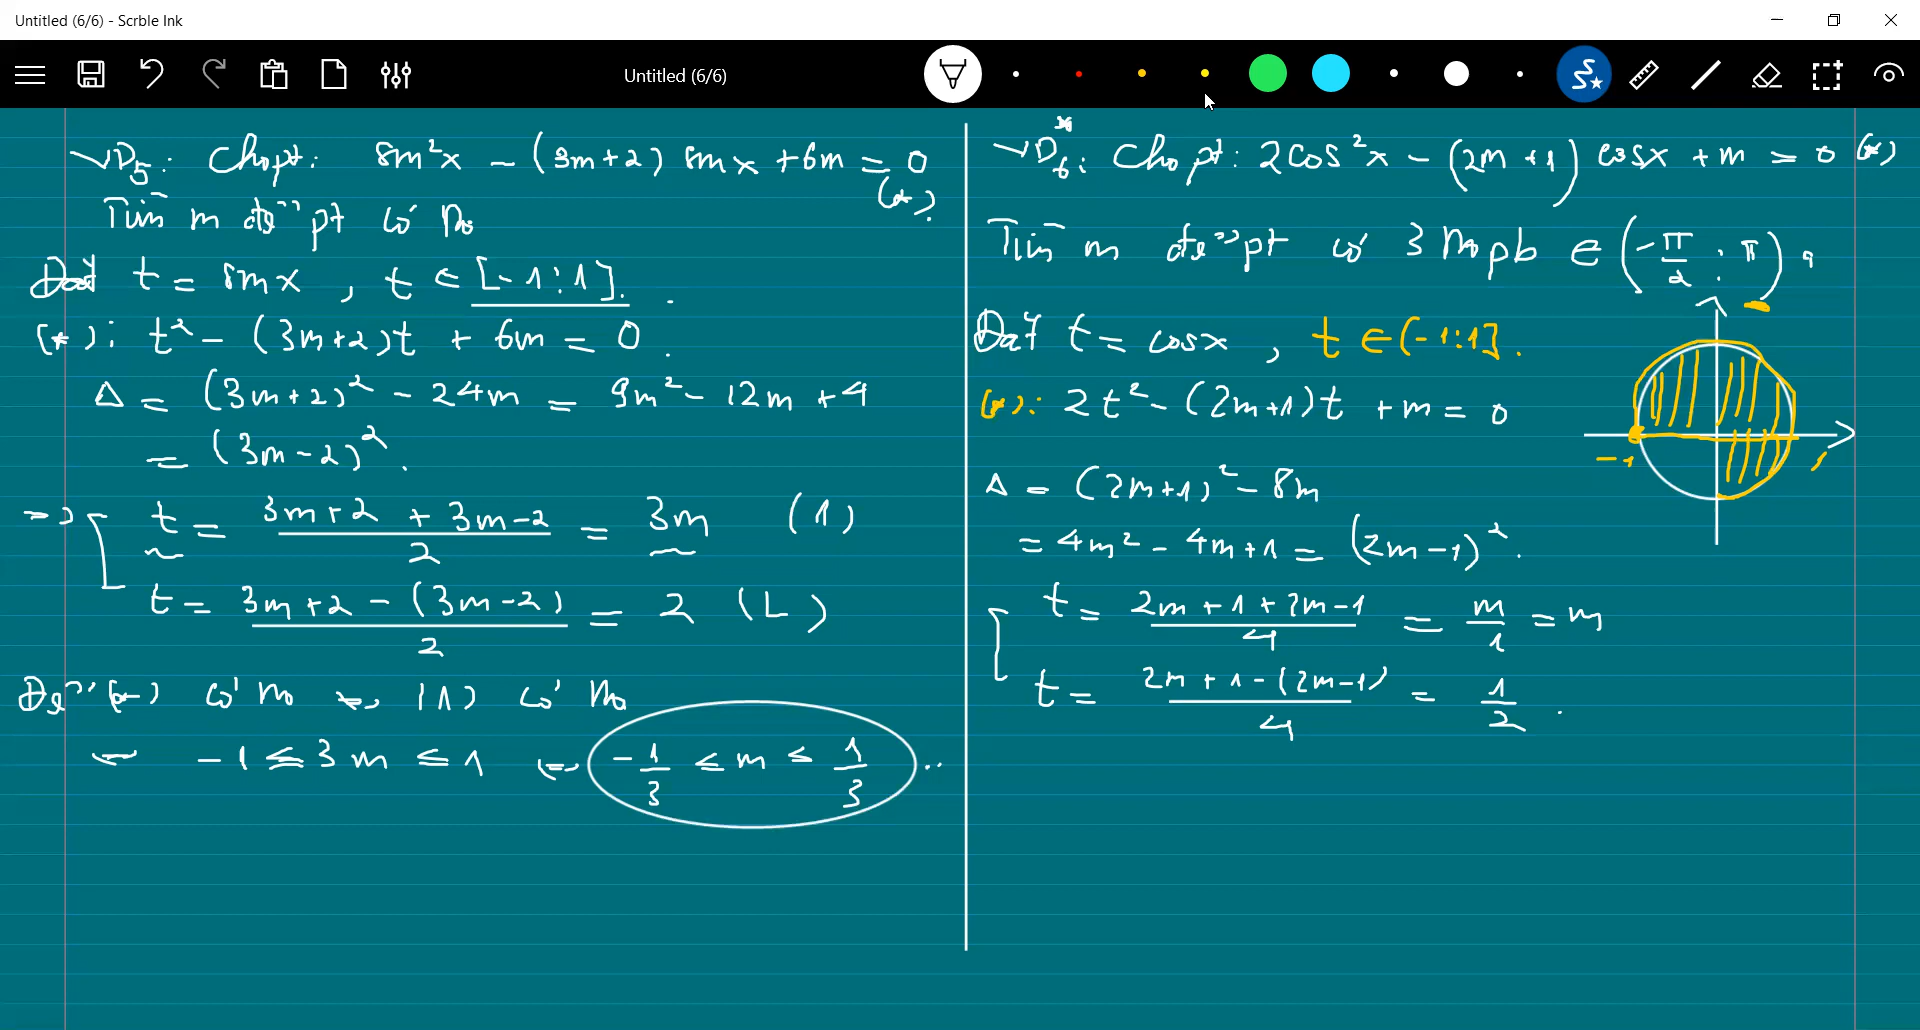 Untitled (6/6) - Scrble Ink
Untitled (6/6)
VD5: Cho pt: sin²x - (3m+2) sinx + 6m = 0 (*)
Tìm m để pt có no
Đặt t = sinx , t ∈ [-1;1].
(*): t² - (3m+2)t + 6m = 0.
Δ = (3m+2)² - 24m = 9m² - 12m + 4
= (3m-2)².
=> [ t = (3m+2 + 3m-2)/2 = 3m (1)
t = (3m+2 - (3m-2))/2 = 2 (L)
Để (*) có no <=> (1) có no
<=> -1 ≤ 3m ≤ 1 <=> -1/3 ≤ m ≤ 1/3 ..
VD6*: Cho pt: 2cos²x - (2m+1) cosx + m = 0 (*)
Tìm m để pt có 3 no pb ∈ (-π/2 ; π) ?
Đặt t = cosx , t ∈ (-1;1].
(*): 2t² - (2m+1)t + m = 0
-1 1
Δ = (2m+1)² - 8m
= 4m² - 4m+1 = (2m-1)².
[ t = (2m+1+2m-1)/4 = m/1 = m
t = (2m+1-(2m-1))/4 = 1/2 .